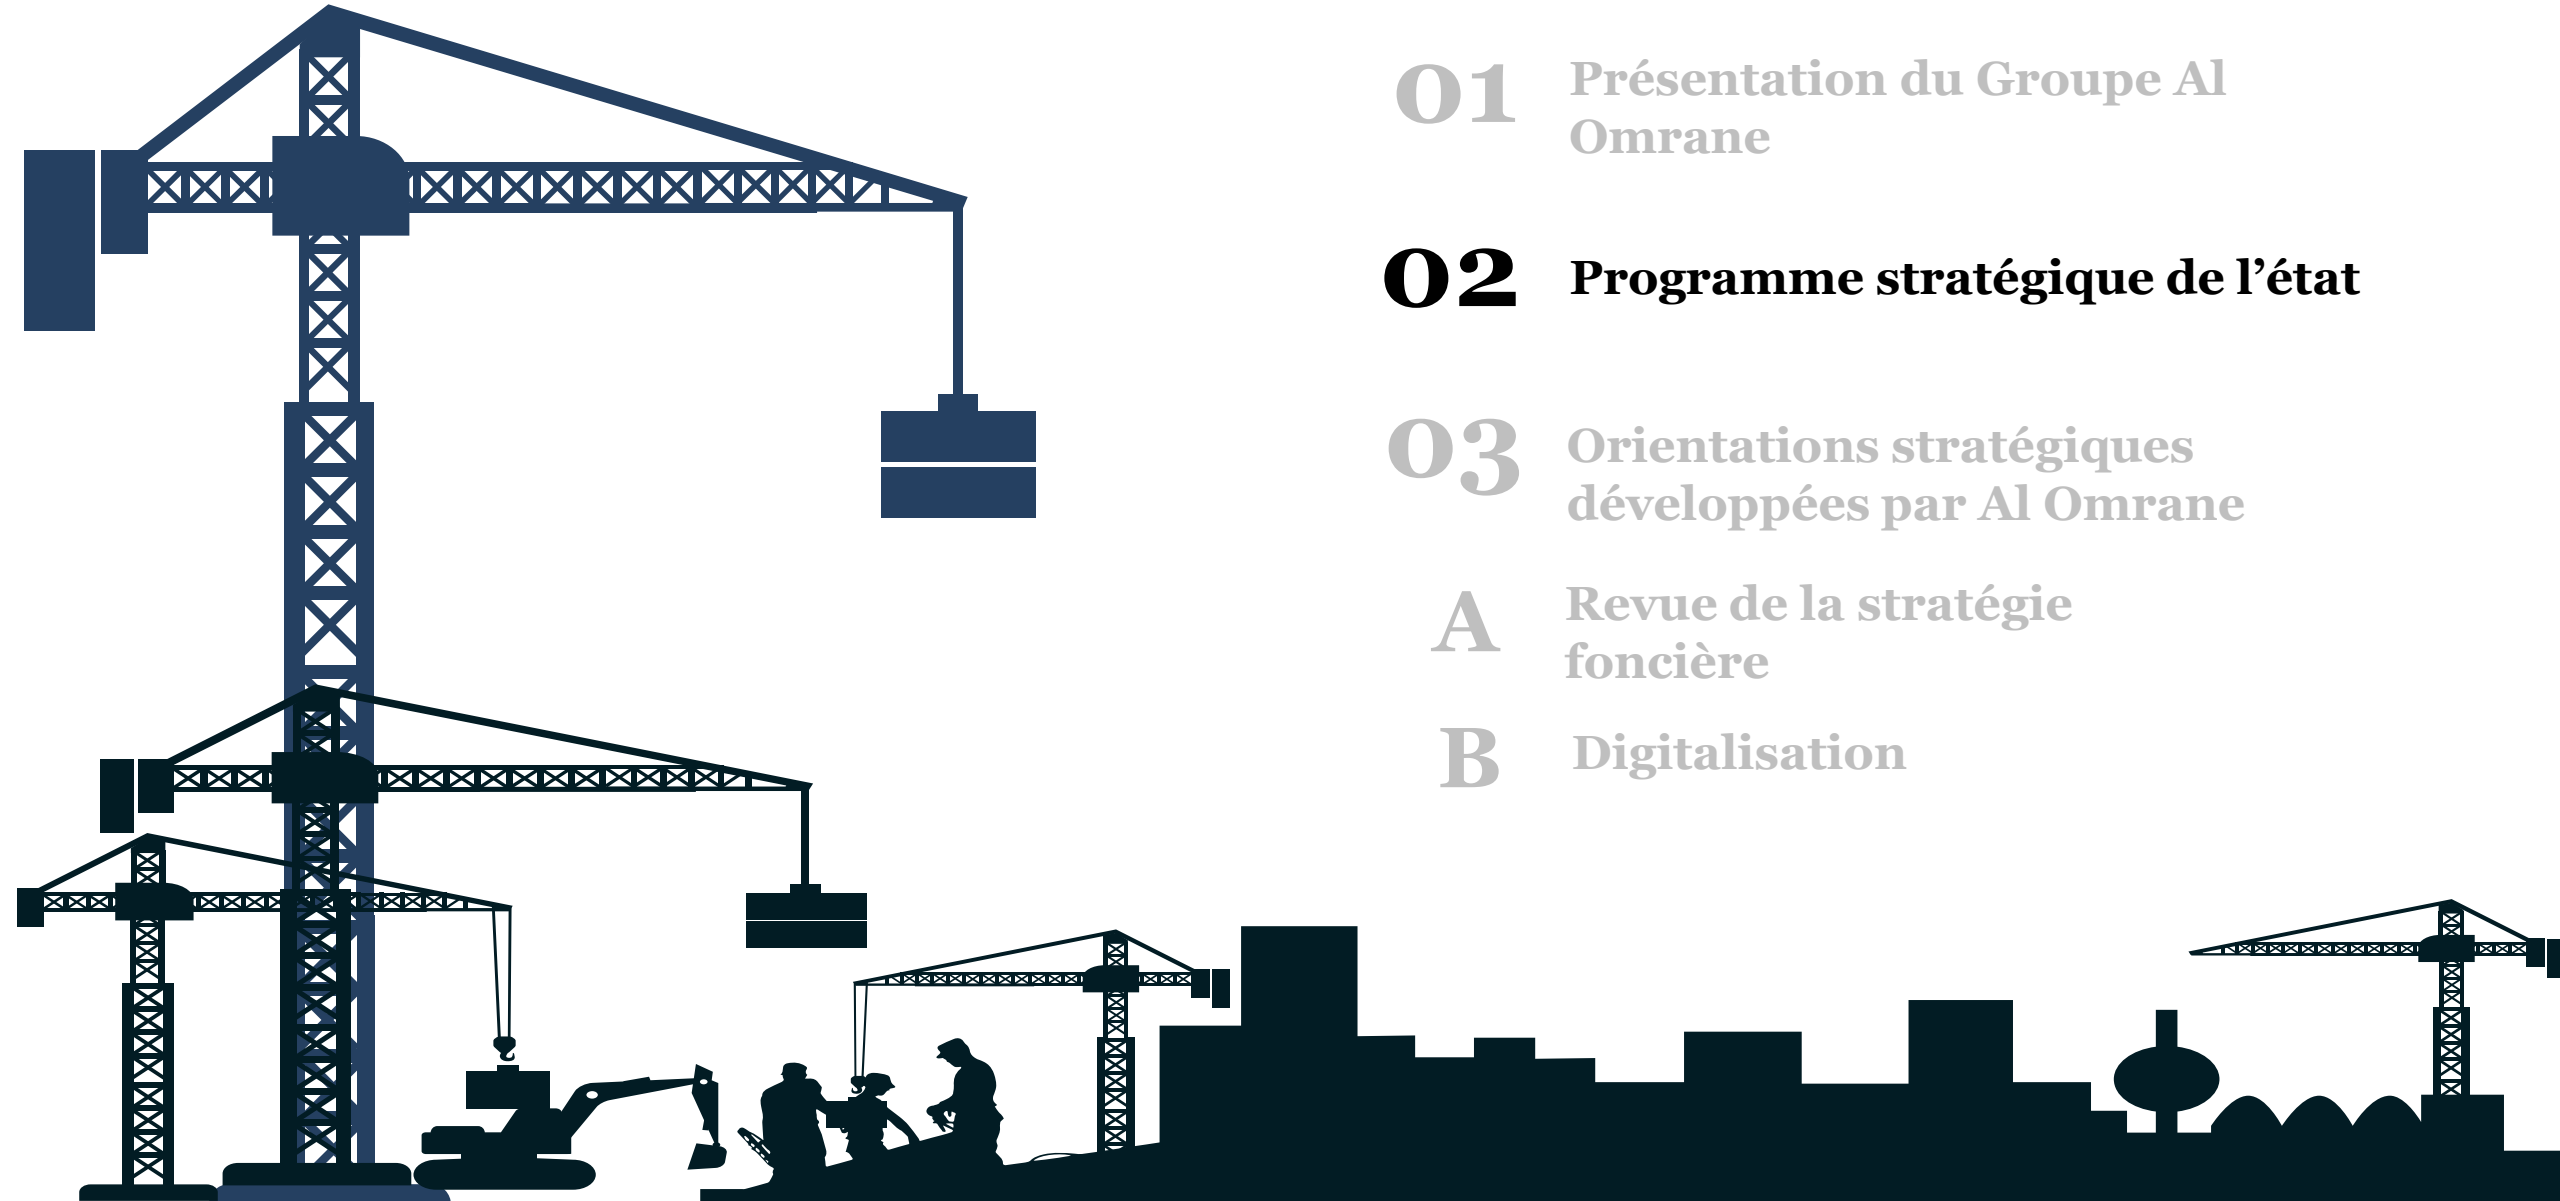 01 Présentation du Groupe Al
Omrane
02 Programme stratégique de l’état
03 Orientations stratégiques
développées par Al Omrane
A Revue de la stratégie
foncière
B Digitalisation